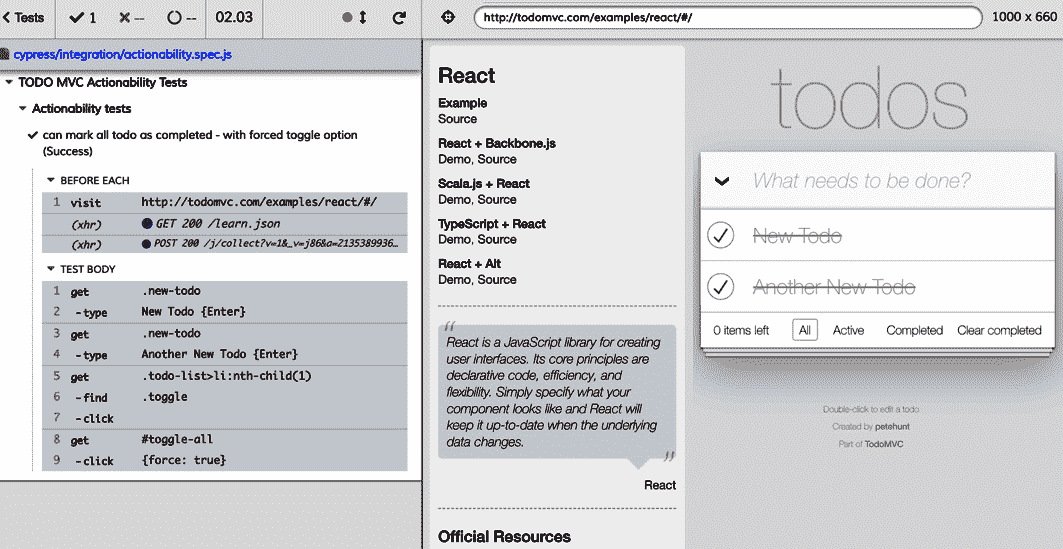 Tests
1
--
--
02.03
http://todomvc.com/examples/react/#/
1000 x 660
cypress/integration/actionability.spec.js
TODO MVC Actionability Tests
Actionability tests
can mark all todo as completed - with forced toggle option
(Success)
BEFORE EACH
1 visit http://todomvc.com/examples/react/#/
(xhr) GET 200 /learn.json
(xhr) POST 200 /j/collect?v=1&_v=j86&a=2135389936…
TEST BODY
1 get .new-todo
2 -type New Todo {Enter}
3 get .new-todo
4 -type Another New Todo {Enter}
5 get .todo-list>li:nth-child(1)
6 -find .toggle
7 -click
8 get #toggle-all
9 -click {force: true}
React
Example
Source
React + Backbone.js
Demo, Source
Scala.js + React
Demo, Source
TypeScript + React
Demo, Source
React + Alt
Demo, Source
“
React is a JavaScript library for creating
user interfaces. Its core principles are
declarative code, efficiency, and
flexibility. Simply specify what your
component looks like and React will
keep it up-to-date when the underlying
data changes.
”
React
Official Resources
todos
What needs to be done?
New Todo
Another New Todo
0 items left All Active Completed Clear completed
Double-click to edit a todo
Created by petehunt
Part of TodoMVC